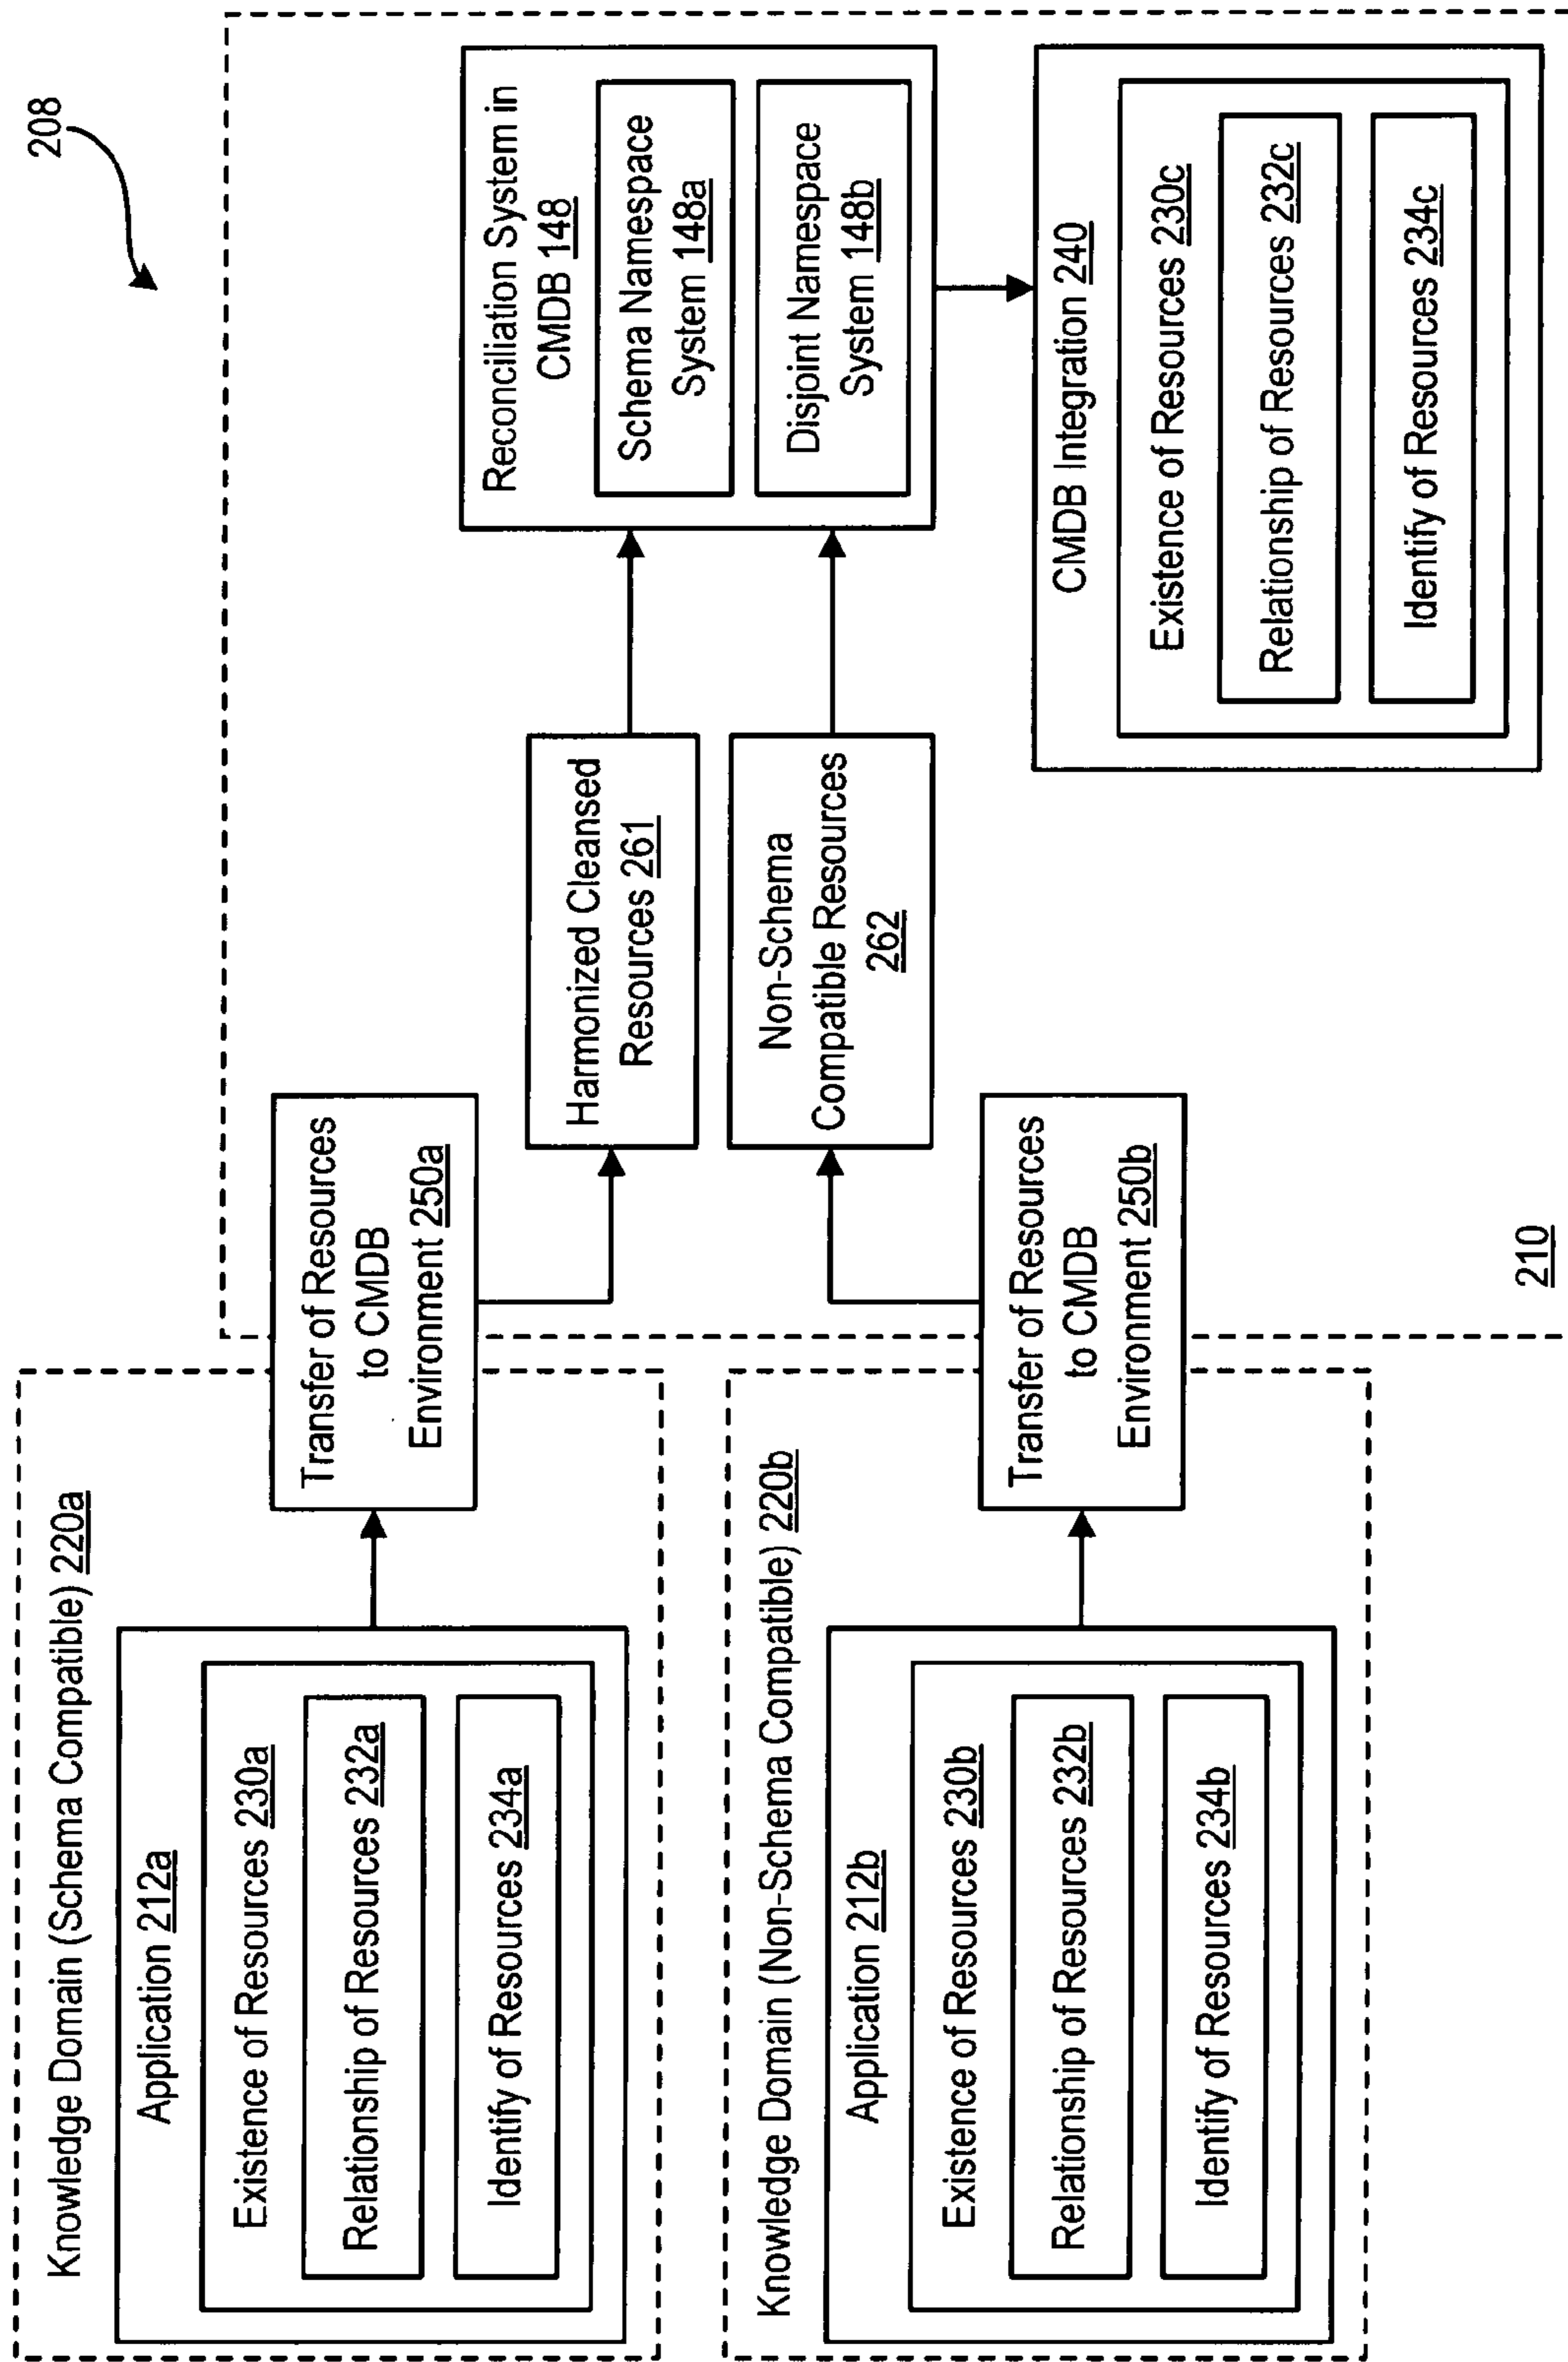 208
Knowledge Domain (Schema Compatible) 220a
Application 212a
Existence of Resources 230a
Relationship of Resources 232a
Identify of Resources 234a
Transfer of Resources
to CMDB
Environment 250a
Harmonized Cleansed
Resources 261
Reconciliation System in
CMDB 148
Schema Namespace
System 148a
Disjoint Namespace
System 148b
Knowledge Domain (Non-Schema Compatible) 220b
Application 212b
Existence of Resources 230b
Relationship of Resources 232b
Identify of Resources 234b
Transfer of Resources
to CMDB
Environment 250b
Non-Schema
Compatible Resources
262
CMDB Integration 240
Existence of Resources 230c
Relationship of Resources 232c
Identify of Resources 234c
210